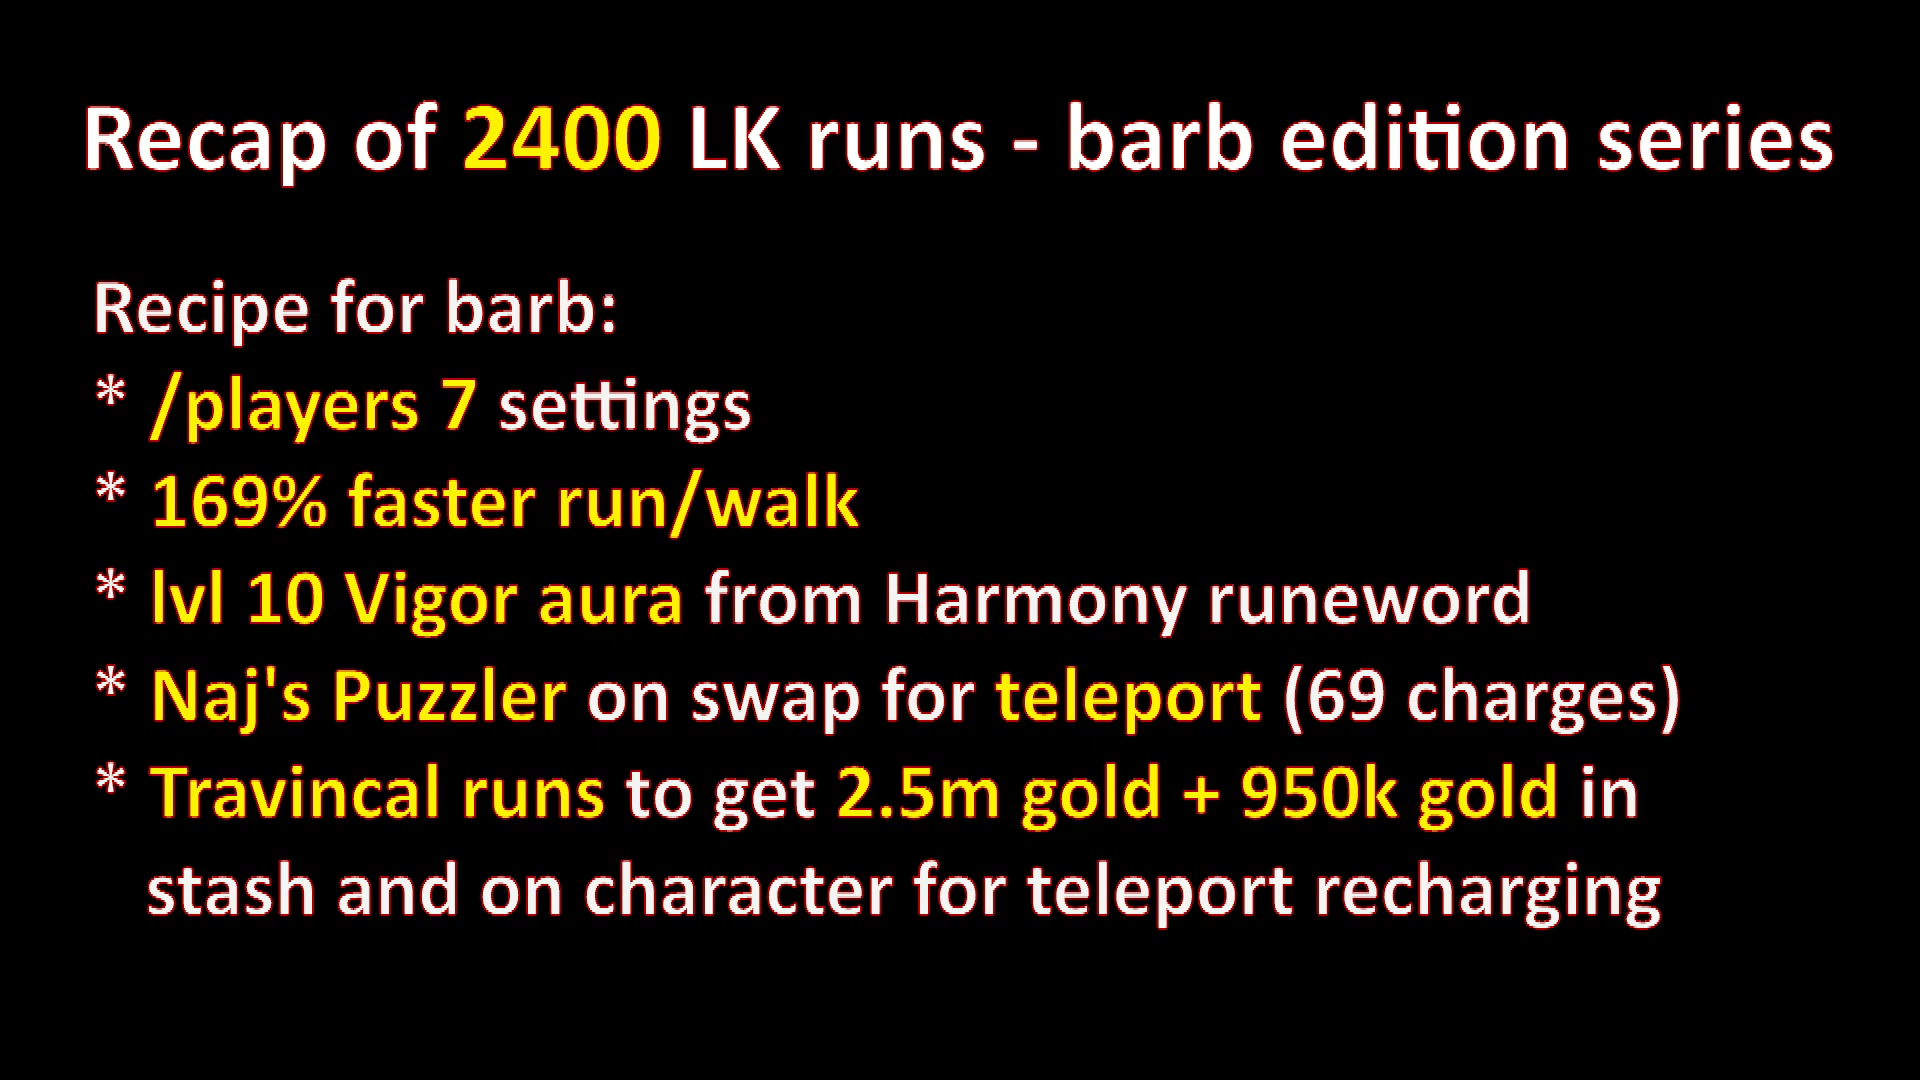 Recap of 2400 LK runs - barb edition series
Recipe for barb:
* /players 7 settings
* 169% faster run/walk
* lvl 10 Vigor aura from Harmony runeword
* Naj's Puzzler on swap for teleport (69 charges)
* Travincal runs to get 2.5m gold + 950k gold in
stash and on character for teleport recharging